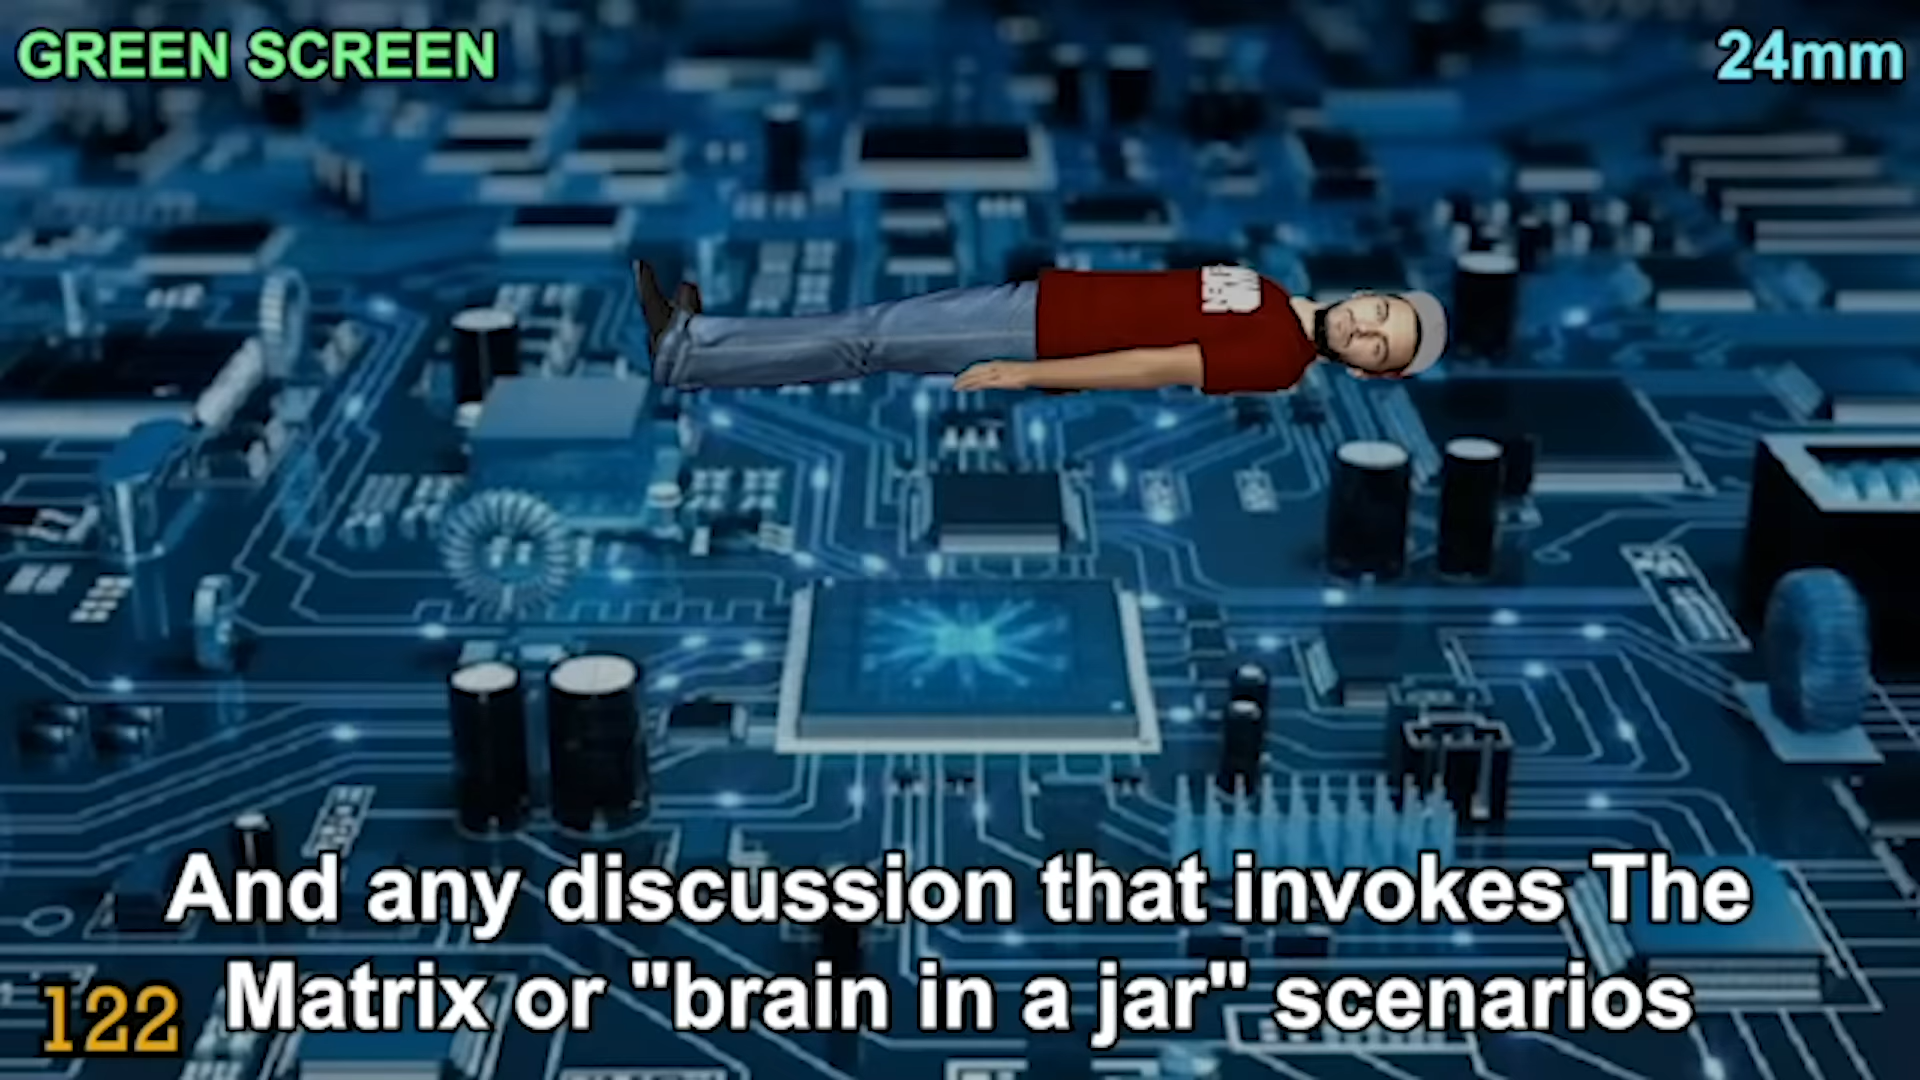 GREEN SCREEN
24mm
And any discussion that invokes The
Matrix or "brain in a jar" scenarios
122